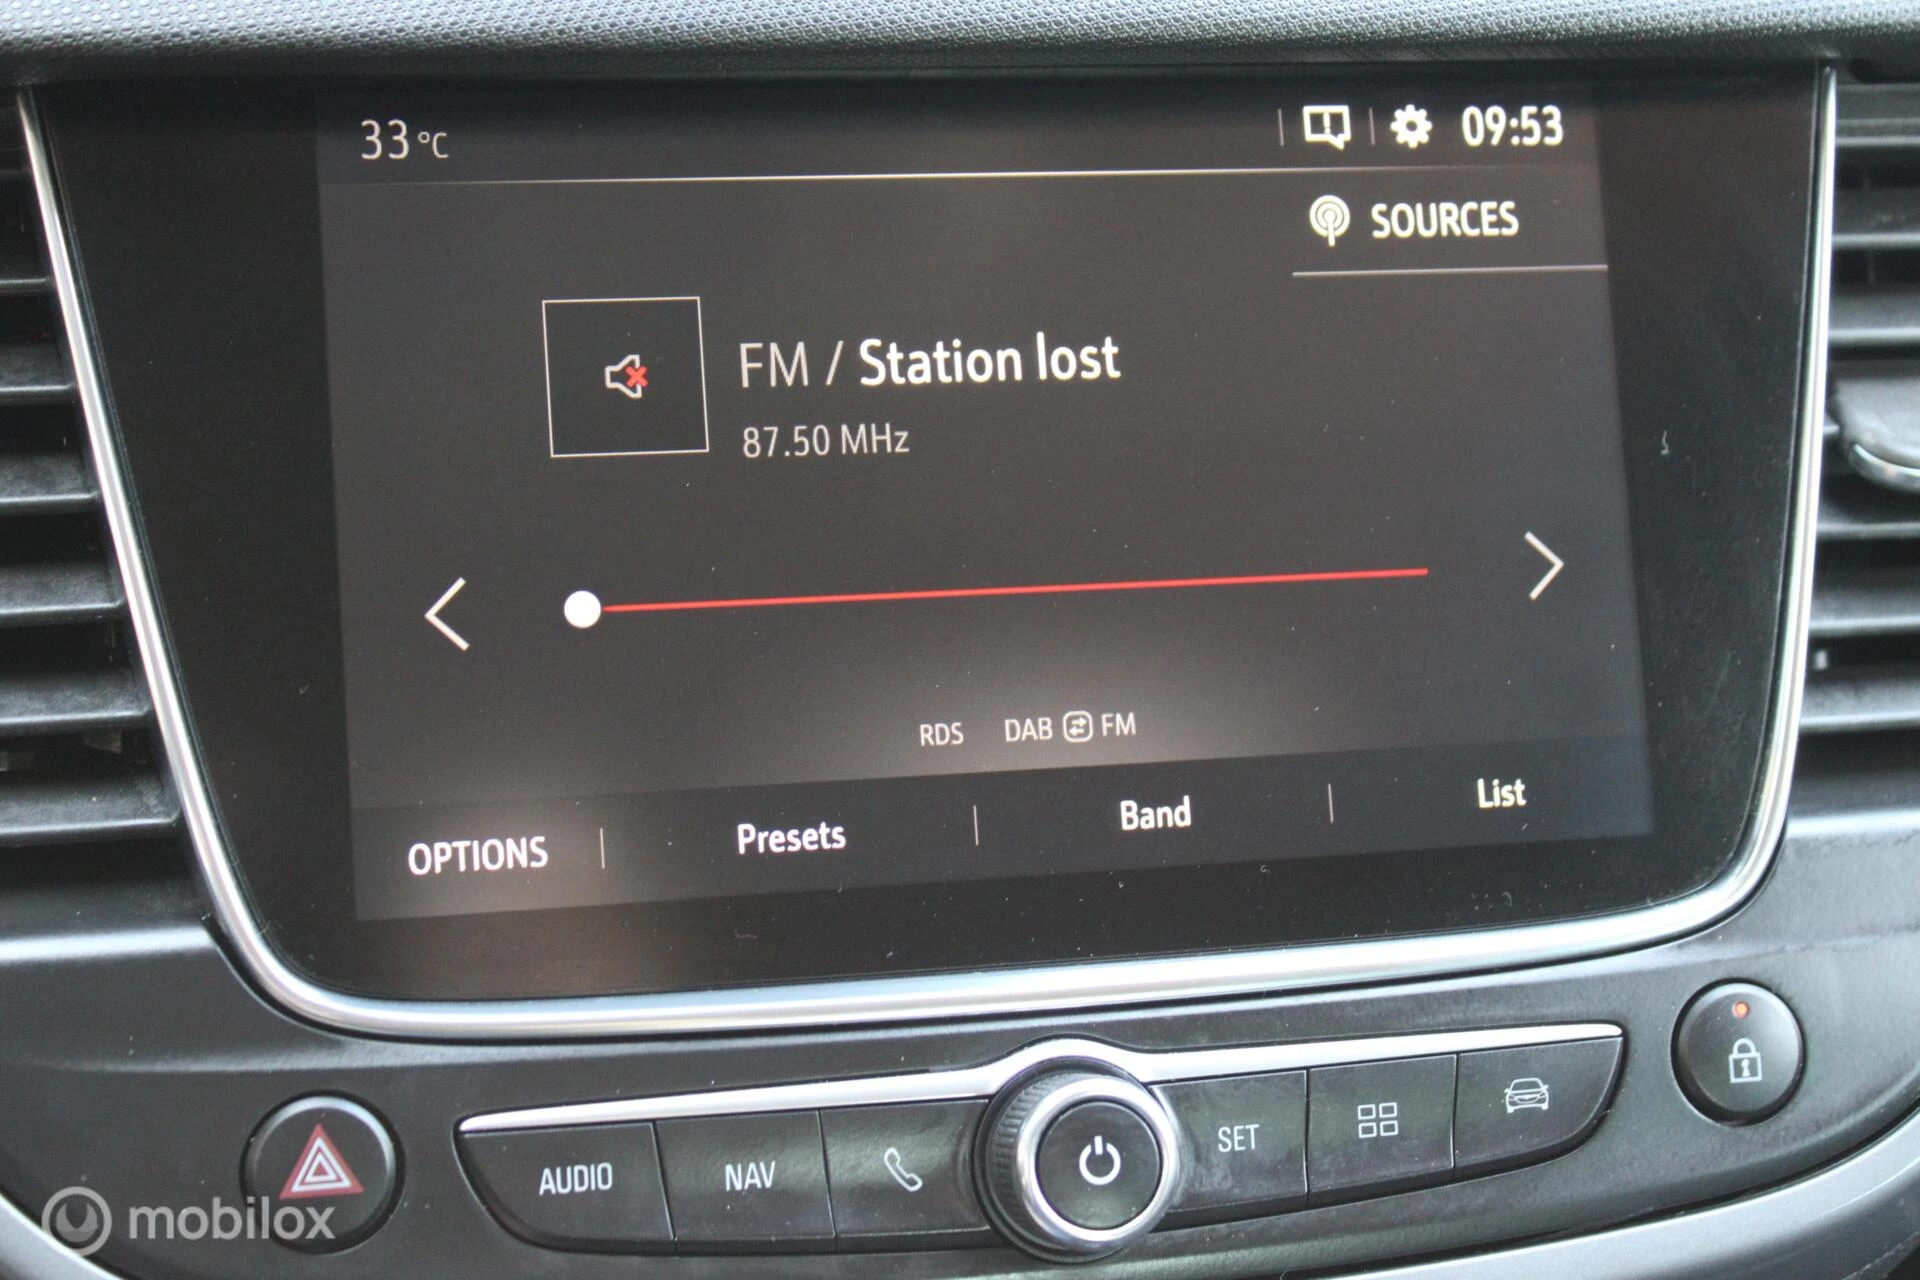 33 °C 09:53
SOURCES
FM / Station lost
87.50 MHz
RDS DAB FM
OPTIONS Presets Band List
AUDIO NAV SET
mobilox